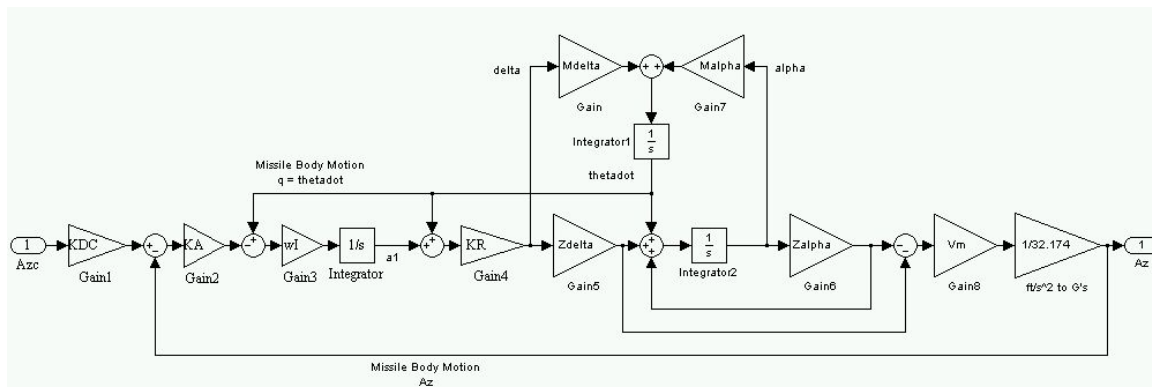 Mdelta
+ +
Malpha
delta
alpha
Gain
Gain7
Integrator1
1
s
Missile Body Motion
q = thetadot
thetadot
1
Azc
KDC
Gain1
+
-
KA
Gain2
-
+
wI
Gain3
1/s
Integrator
a1
+
+
KR
Gain4
Zdelta
Gain5
+
+
+
1
s
Integrator2
Zalpha
Gain6
-
-
Vm
Gain8
1/32.174
ft/s^2 to G's
1
Az
Missile Body Motion
Az